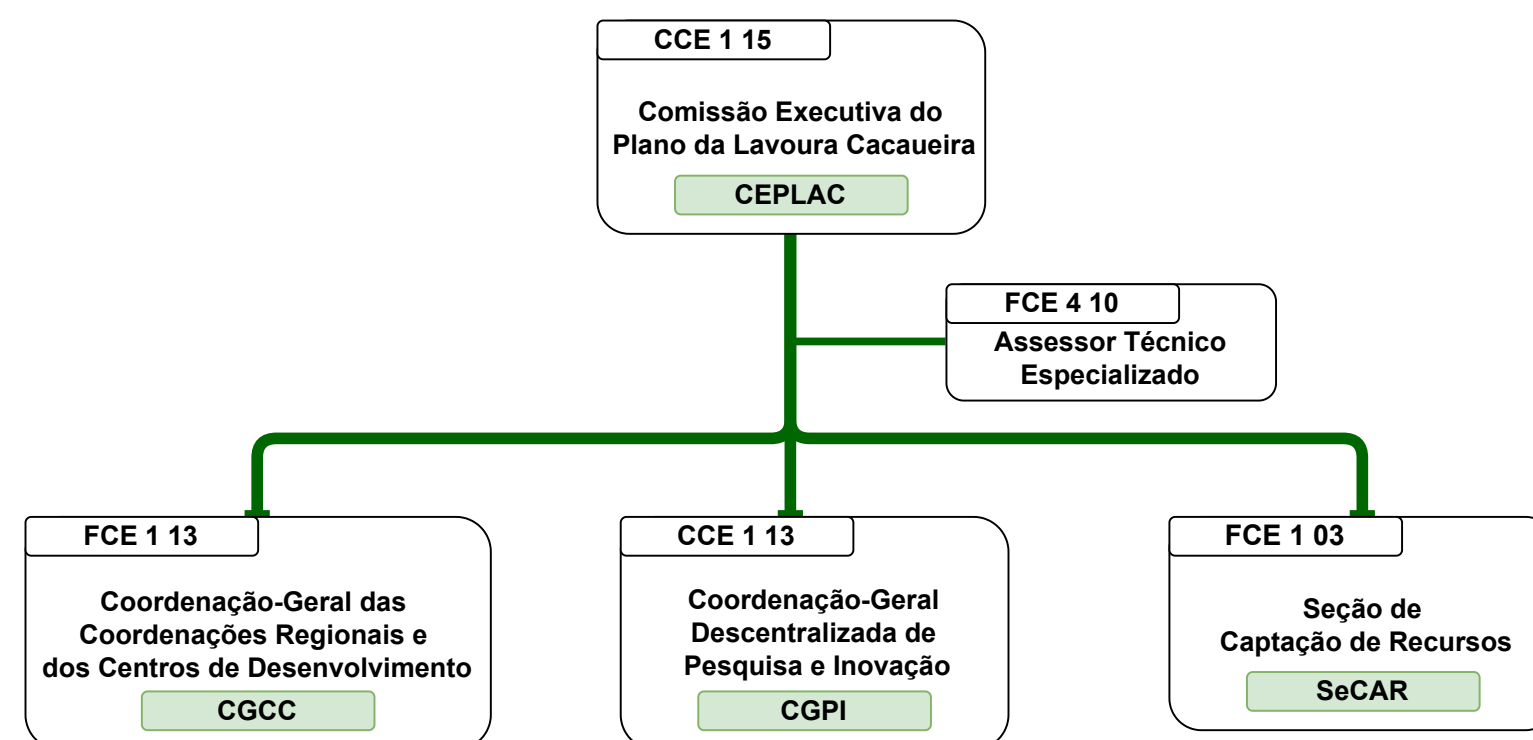 CCE 1 15
Comissão Executiva do
Plano da Lavoura Cacaueira
CEPLAC
FCE 4 10
Assessor Técnico
Especializado
FCE 1 13
Coordenação-Geral das
Coordenações Regionais e
dos Centros de Desenvolvimento
CGCC
CCE 1 13
Coordenação-Geral
Descentralizada de
Pesquisa e Inovação
CGPI
FCE 1 03
Seção de
Captação de Recursos
SeCAR